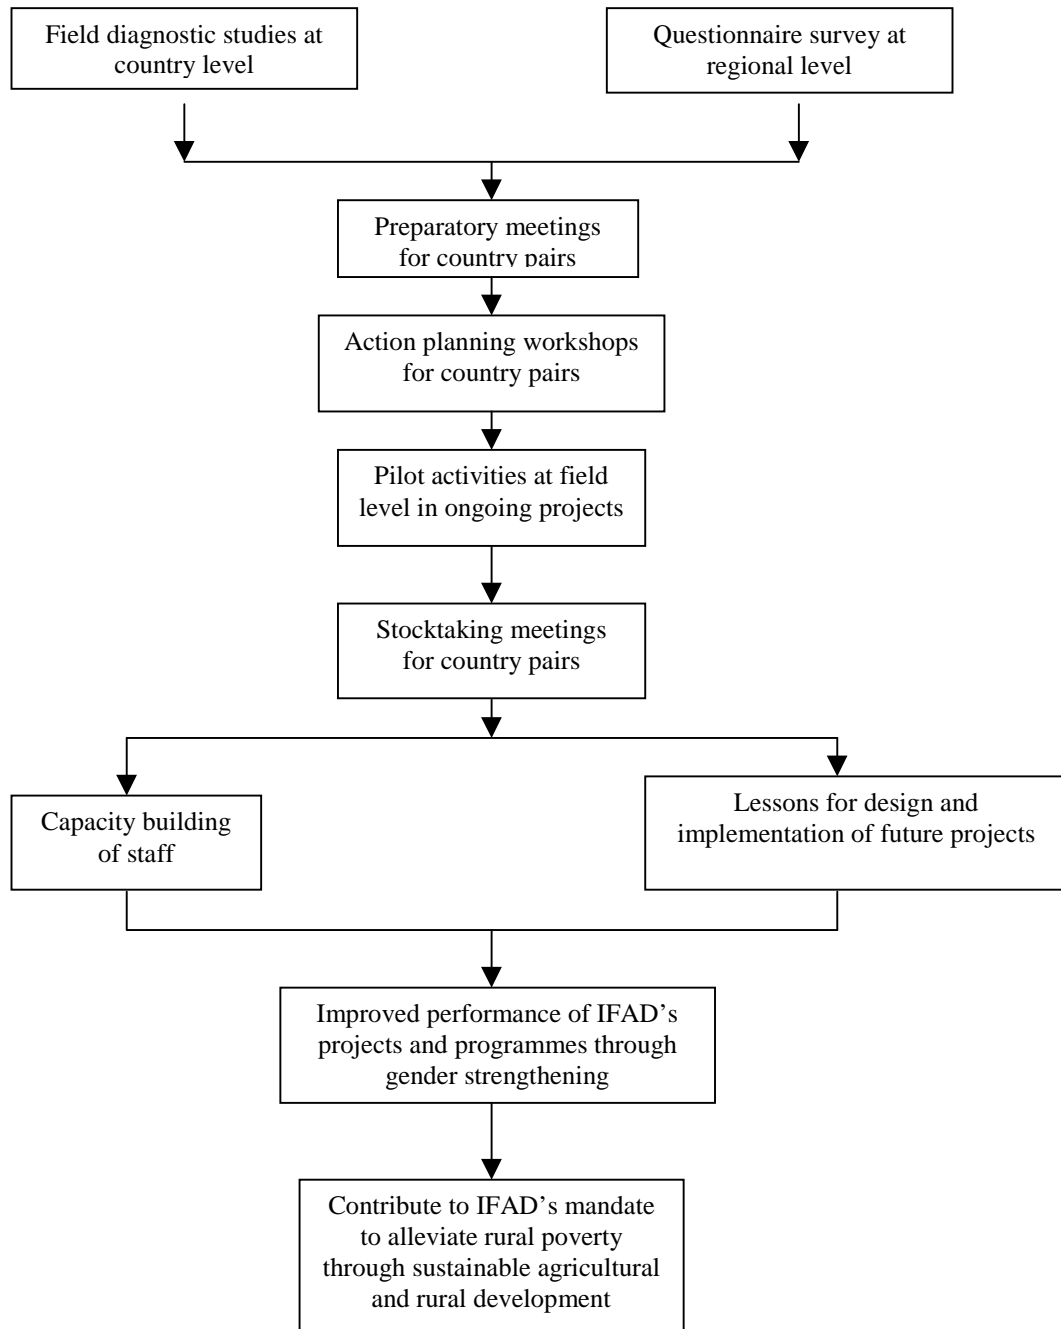 Field diagnostic studies at
country level
Questionnaire survey at
regional level
Preparatory meetings
for country pairs
Action planning workshops
for country pairs
Pilot activities at field
level in ongoing projects
Stocktaking meetings
for country pairs
Capacity building
of staff
Lessons for design and
implementation of future projects
Improved performance of IFAD’s
projects and programmes through
gender strengthening
Contribute to IFAD’s mandate
to alleviate rural poverty
through sustainable agricultural
and rural development